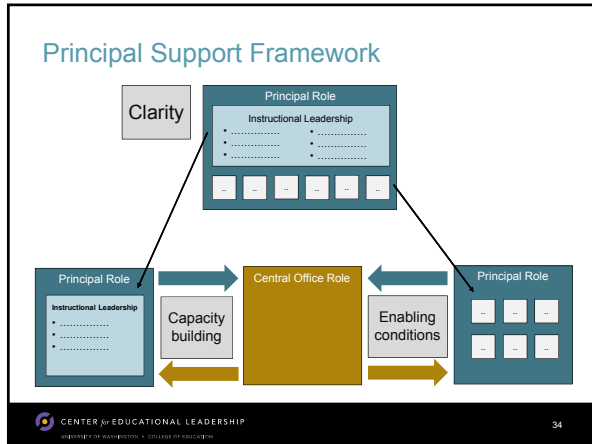 Principal Support Framework
Clarity
Principal Role
Instructional Leadership
• .............. • ..............
• .............. • ..............
• .............. • ..............
.. .. .. .. .. ..
Principal Role
Instructional Leadership
• ..............
• ..............
• ..............
Capacity
building
Central Office Role
Enabling
conditions
Principal Role
.. .. ..
.. .. ..
CENTER for EDUCATIONAL LEADERSHIP
UNIVERSITY OF WASHINGTON • COLLEGE OF EDUCATION
34